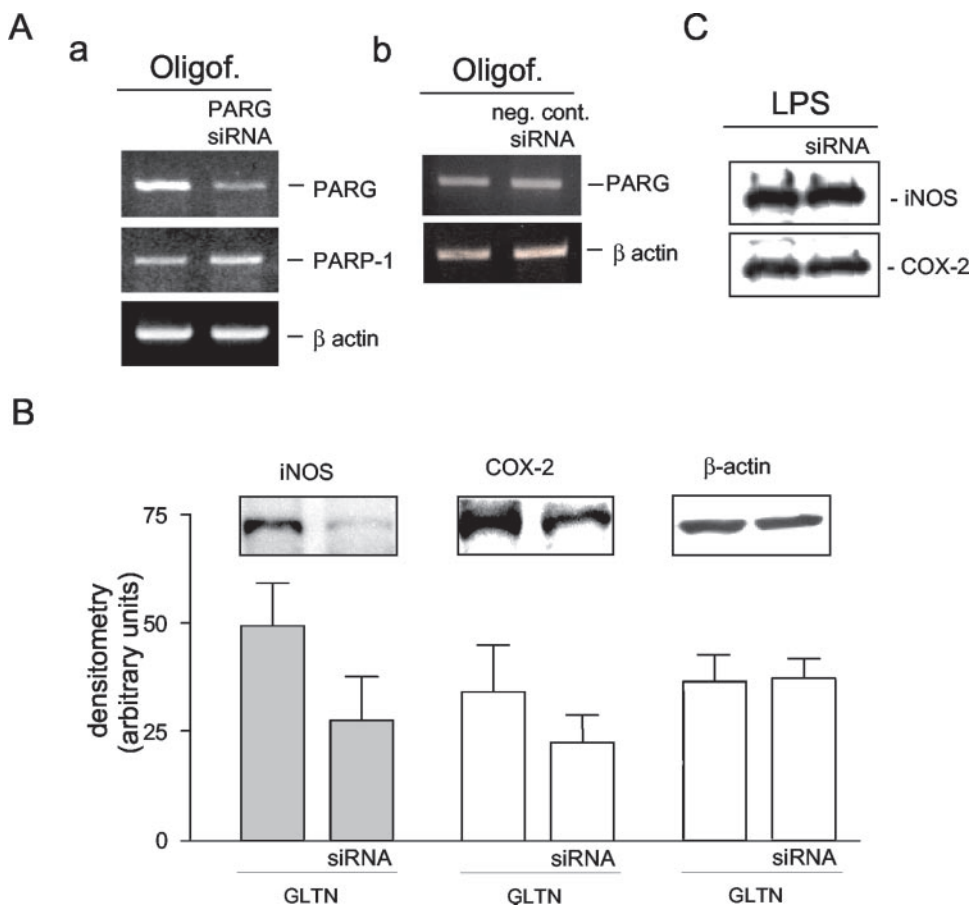 A
a
Oligof.
PARG
siRNA
PARG
PARP-1
β actin
b
Oligof.
neg. cont.
siRNA
PARG
β actin
C
LPS
siRNA
iNOS
COX-2
B
iNOS
COX-2
β-actin
densitometry
(arbitrary units)
75
50
25
0
siRNA
siRNA
siRNA
GLTN
GLTN
GLTN